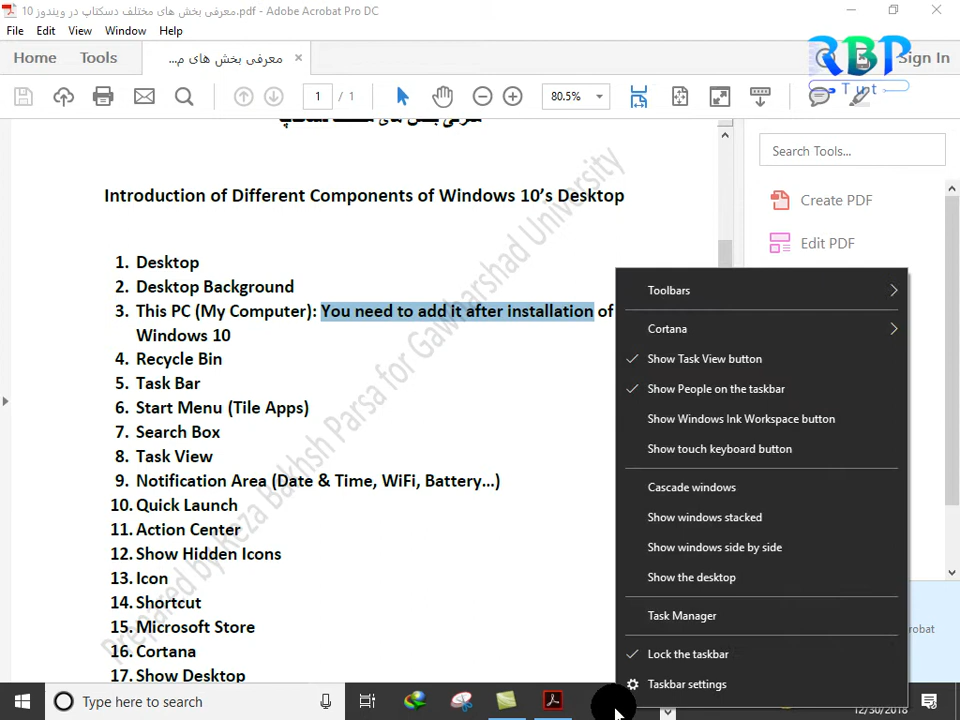 معرفی بخش های مختلف دسکتاپ در ویندوز 10.pdf - Adobe Acrobat Pro DC
File Edit View Window Help
Home Tools معرفی بخش های م... × Sign In
RBP
Tut
1 / 1 80.5%
معرفی بخش های مختلف دسکتاپ
Search Tools...
Introduction of Different Components of Windows 10's Desktop
Create PDF
Edit PDF
1. Desktop
2. Desktop Background
3. This PC (My Computer): You need to add it after installation of
Windows 10
4. Recycle Bin
5. Task Bar
6. Start Menu (Tile Apps)
7. Search Box
8. Task View
9. Notification Area (Date & Time, WiFi, Battery...)
10. Quick Launch
11. Action Center
12. Show Hidden Icons
13. Icon
14. Shortcut
15. Microsoft Store
16. Cortana
17. Show Desktop
Prepared by Reza Bakhsh Parsa for Gawharshad University
Toolbars
Cortana
Show Task View button
Show People on the taskbar
Show Windows Ink Workspace button
Show touch keyboard button
Cascade windows
Show windows stacked
Show windows side by side
Show the desktop
Task Manager
Lock the taskbar
Taskbar settings
robat
Type here to search
12/30/2018